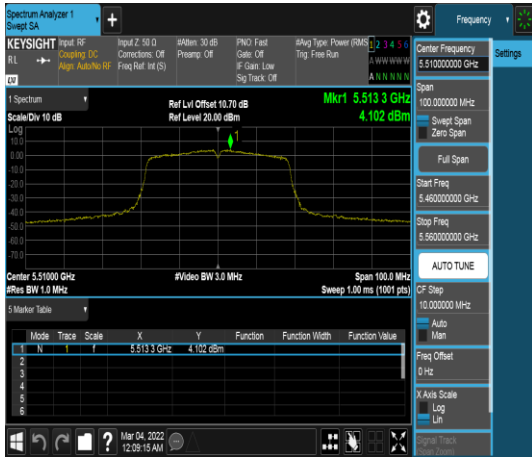 Spectrum Analyzer 1
Swept SA
+
Frequency
KEYSIGHT
RL
LXI
Input: RF
Coupling: DC
Align: Auto/No RF
Input Z: 50 Ω
Corrections: Off
Freq Ref: Int (S)
#Atten: 30 dB
Preamp: Off
PNO: Fast
Gate: Off
IF Gain: Low
Sig Track: Off
#Avg Type: Power (RMS
Trig: Free Run
1 2 3 4 5 6
A W W W W W
A N N N N N
Center Frequency
5.510000000 GHz
Settings
Span
100.000000 MHz
Swept Span
Zero Span
Full Span
Start Freq
5.460000000 GHz
Stop Freq
5.560000000 GHz
AUTO TUNE
CF Step
10.000000 MHz
Auto
Man
Freq Offset
0 Hz
X Axis Scale
Log
Lin
Signal Track
(Span Zoom)
1 Spectrum
Scale/Div 10 dB
Ref Lvl Offset 10.70 dB
Ref Level 20.00 dBm
Mkr1 5.513 3 GHz
4.102 dBm
Log
10.0
0.00
-10.0
-20.0
-30.0
-40.0
-50.0
-60.0
-70.0
1
Center 5.51000 GHz
#Res BW 1.0 MHz
#Video BW 3.0 MHz
Span 100.0 MHz
Sweep 1.00 ms (1001 pts)
5 Marker Table
Mode Trace Scale X Y Function Function Width Function Value
1 N 1 f 5.513 3 GHz 4.102 dBm
2
3
4
5
6
?
Mar 04, 2022
12:09:15 AM